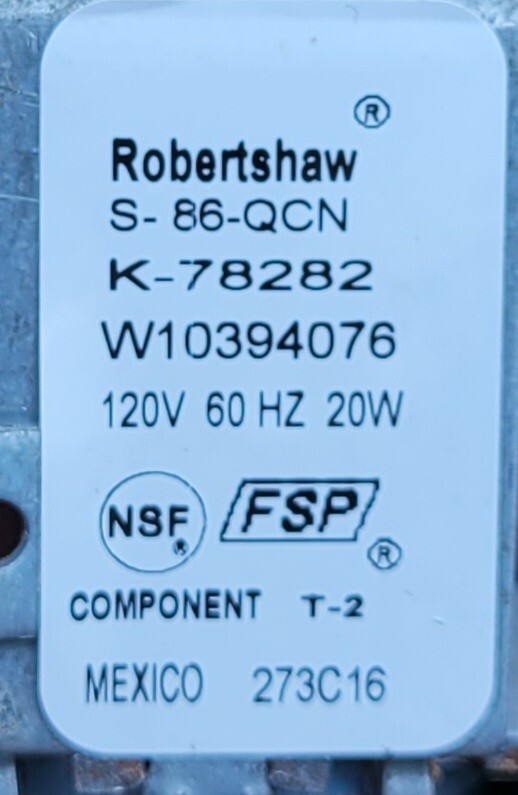 ®
Robertshaw
S- 86-QCN
K-78282
W10394076
120V 60 HZ 20W
NSF® FSP®
COMPONENT T-2
MEXICO 273C16